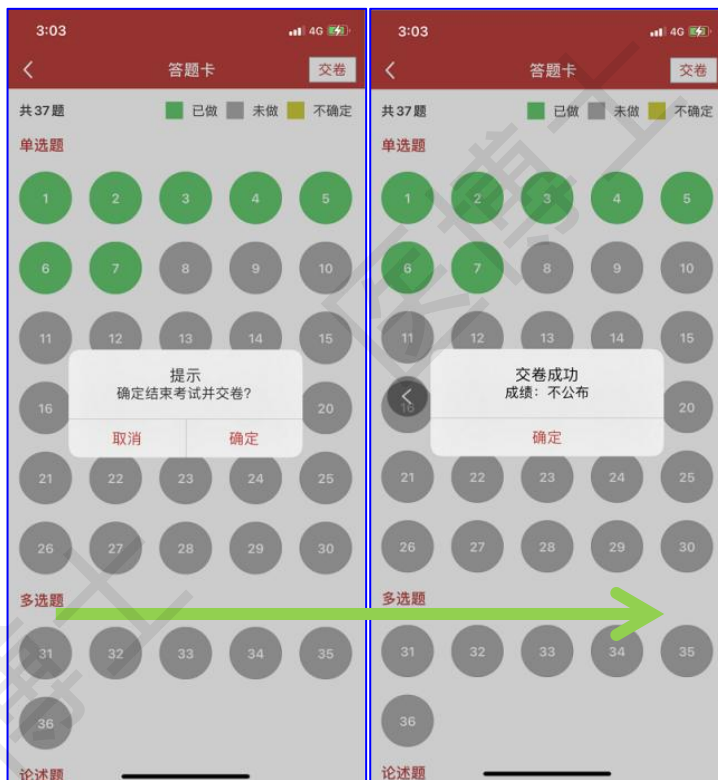 3:03
4G
答题卡
交卷
共37题
已做
未做
不确定
单选题
1 2 3 4 5
6 7 8 9 10
11 12 13 14 15
提示
确定结束考试并交卷?
16
20
取消
确定
21 22 23 24 25
26 27 28 29 30
多选题
31 32 33 34 35
36
论述题
3:03
4G
答题卡
交卷
共37题
已做
未做
不确定
单选题
1 2 3 4 5
6 7 8 9 10
11 12 13 14 15
交卷成功
成绩:不公布
16
20
确定
21 22 23 24 25
26 27 28 29 30
多选题
31 32 33 34 35
36
论述题
医博士
博士